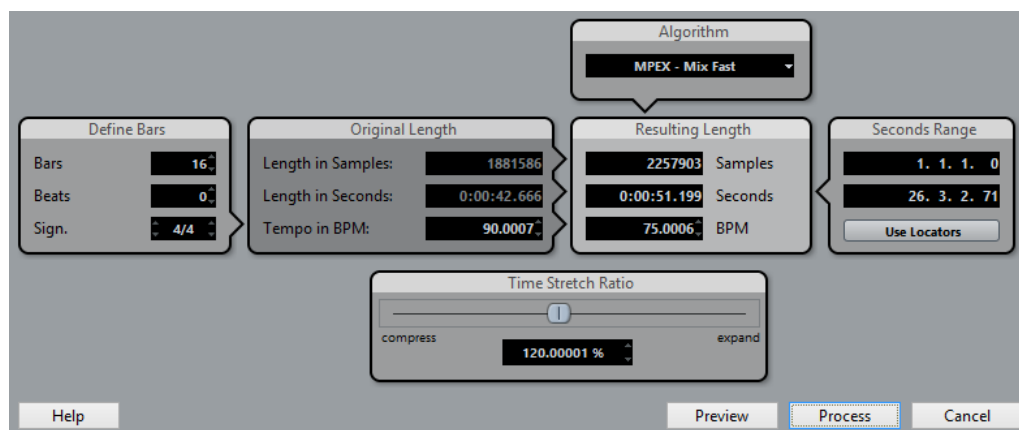 Algorithm
MPEX - Mix Fast
Define Bars
Bars 16
Beats 0
Sign. 4/4
Original Length
Length in Samples: 1881586
Length in Seconds: 0:00:42.666
Tempo in BPM: 90.0007
Resulting Length
2257903 Samples
0:00:51.199 Seconds
75.0006 BPM
Seconds Range
1. 1. 1. 0
26. 3. 2. 71
Use Locators
Time Stretch Ratio
compress expand
120.00001 %
Help Preview Process Cancel